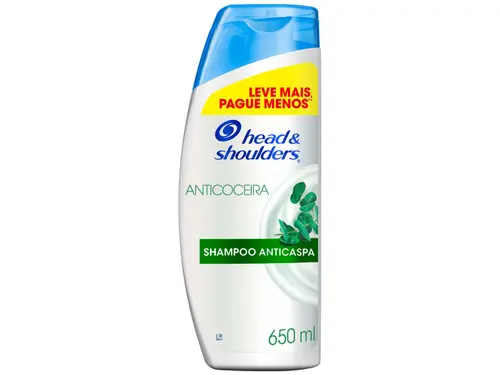 LEVE MAIS,
PAGUE MENOS
head &
shoulders
ANTICOCEIRA
SHAMPOO ANTICASPA
650 ml